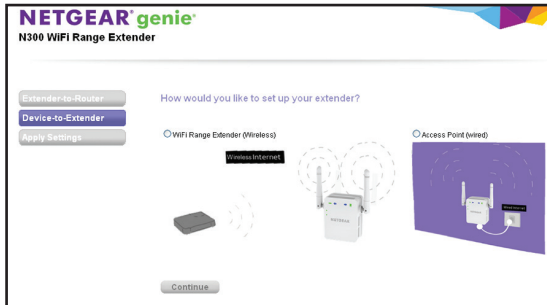 NETGEAR® genie®
N300 WiFi Range Extender
Extender-to-Router
Device-to-Extender
Apply Settings
How would you like to set up your extender?
WiFi Range Extender (Wireless)
Access Point (wired)
Wireless Internet
NETGEAR
Continue